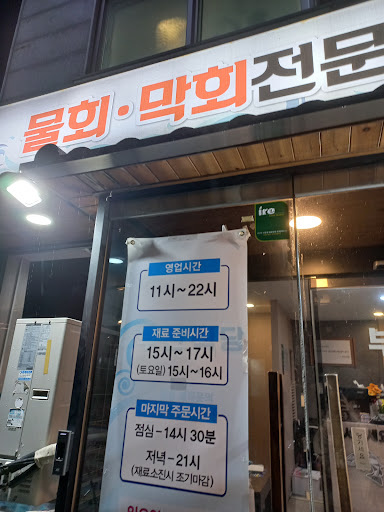 물회·막회전문
iro
영업시간
11시~22시
재료 준비시간
15시~17시
(토요일) 15시~16시
마지막 주문시간
점심-14시 30분
저녁-21시
(재료소진시 조기마감)